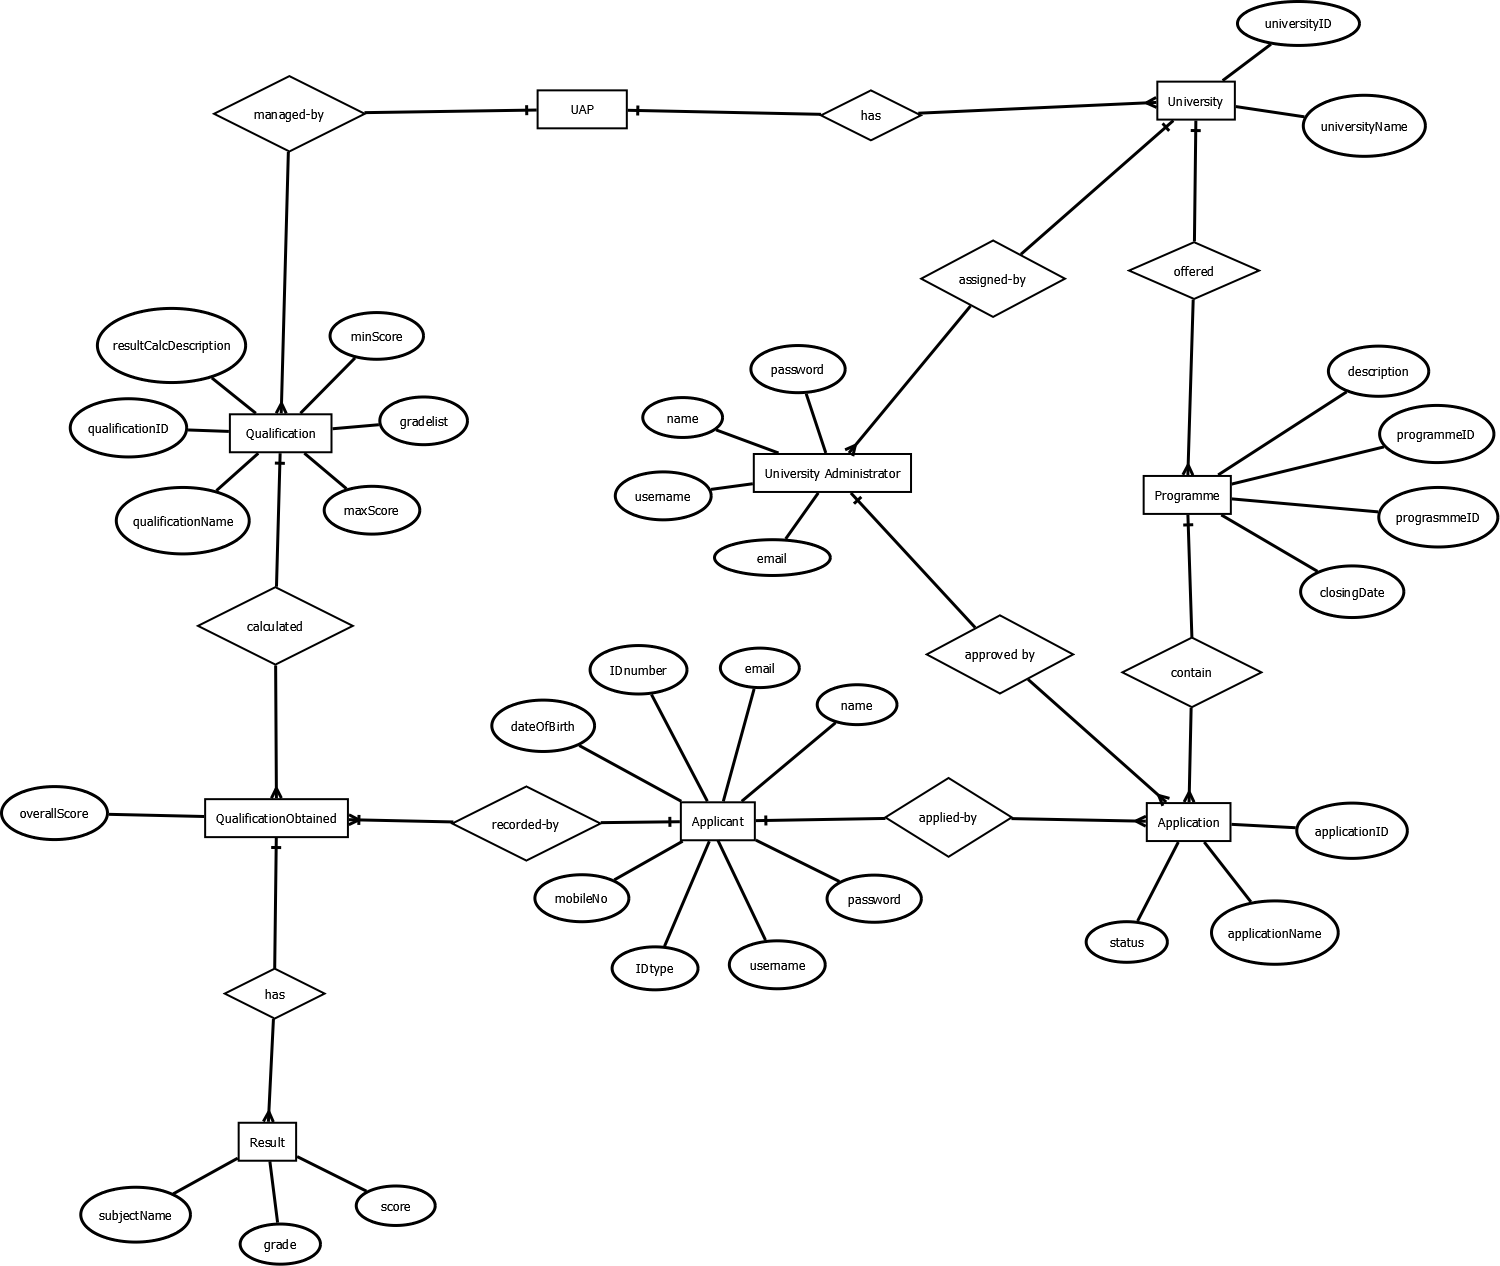 universityID
UAP
University
managed-by
has
universityName
assigned-by
offered
minScore
resultCalcDescription
password
description
name
gradelist
qualificationID
Qualification
programmeID
University Administrator
username
Programme
maxScore
qualificationName
prograsmmeID
email
closingDate
calculated
approved by
IDnumber
email
contain
name
dateOfBirth
overallScore
QualificationObtained
recorded-by
Applicant
applied-by
Application
applicationID
mobileNo
password
applicationName
status
IDtype
username
has
Result
subjectName
score
grade